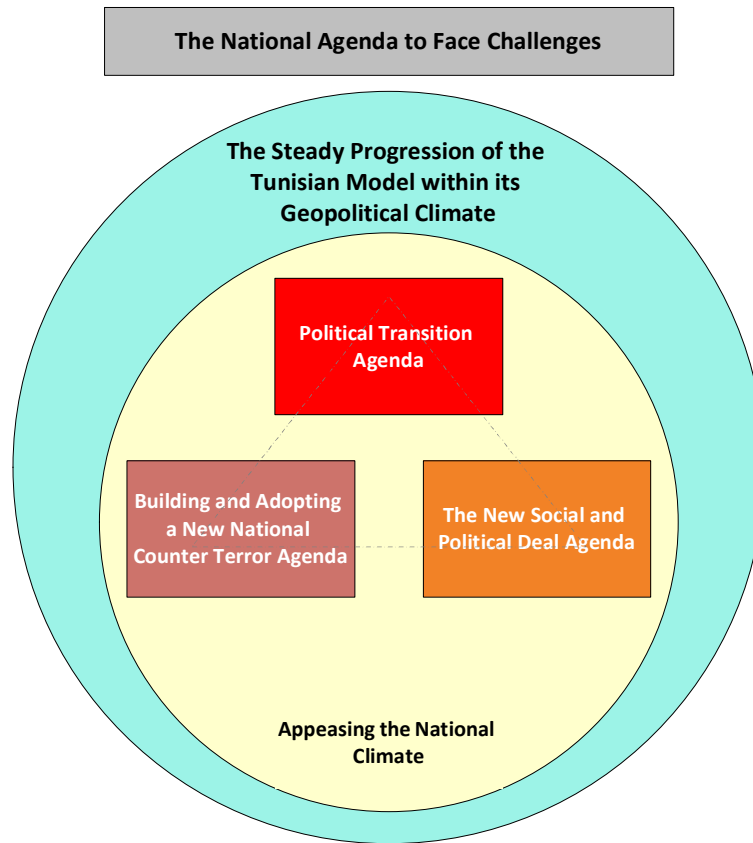 The National Agenda to Face Challenges
The Steady Progression of the
Tunisian Model within its
Geopolitical Climate
Political Transition
Agenda
Building and Adopting
a New National
Counter Terror Agenda
The New Social and
Political Deal Agenda
Appeasing the National
Climate